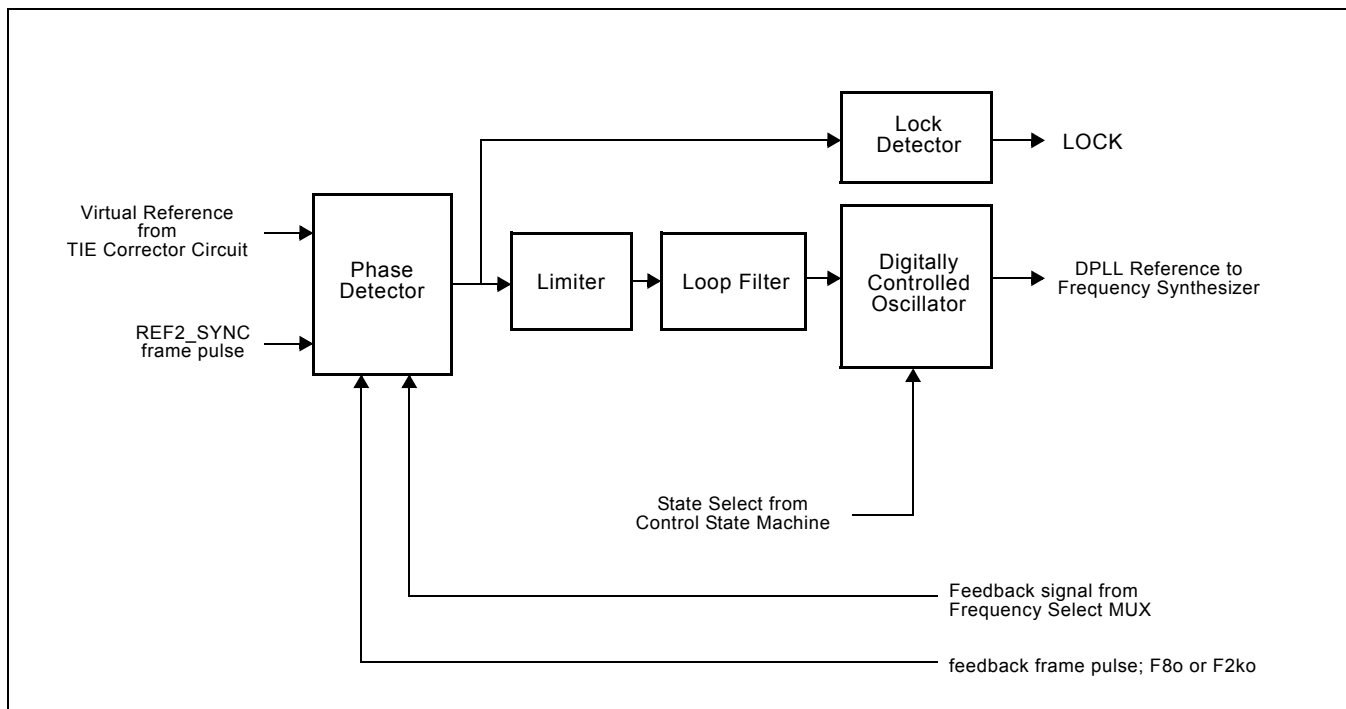 Lock
Detector
LOCK
Virtual Reference
from
TIE Corrector Circuit
Phase
Detector
Limiter
Loop Filter
Digitally
Controlled
Oscillator
DPLL Reference to
Frequency Synthesizer
REF2_SYNC
frame pulse
State Select from
Control State Machine
Feedback signal from
Frequency Select MUX
feedback frame pulse; F8o or F2ko